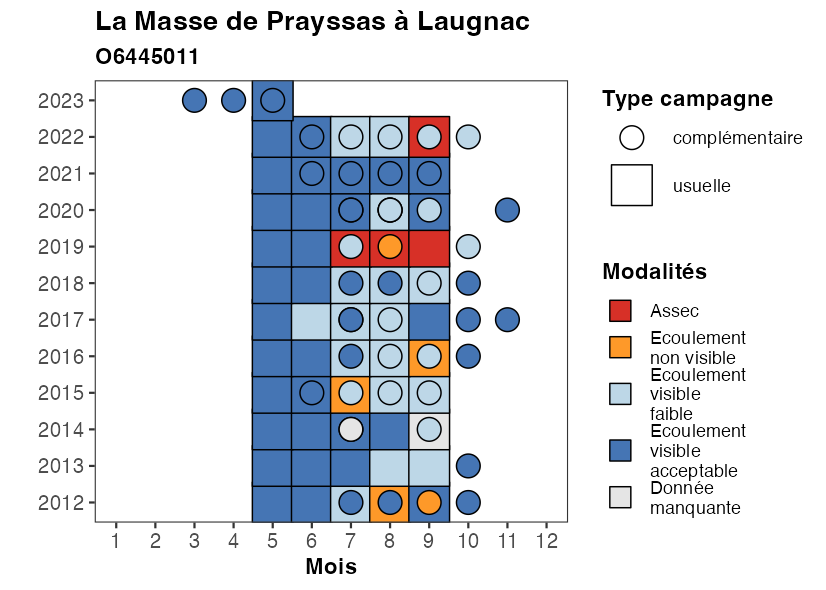 La Masse de Prayssas à Laugnac
O6445011
2023
2022
2021
2020
2019
2018
2017
2016
2015
2014
2013
2012
1 2 3 4 5 6 7 8 9 10 11 12
Mois
Type campagne
complémentaire
usuelle
Modalités
Assec
Ecoulement
non visible
Ecoulement
visible
faible
Ecoulement
visible
acceptable
Donnée
manquante